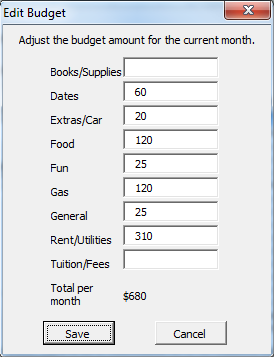 Edit Budget
Adjust the budget amount for the current month.
Books/Supplies
Dates 60
Extras/Car 20
Food 120
Fun 25
Gas 120
General 25
Rent/Utilities 310
Tuition/Fees
Total per
month $680
Save Cancel